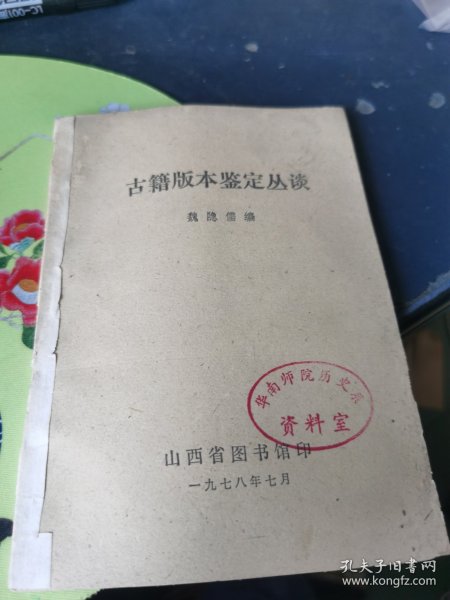 古籍版本鉴定丛谈
魏隐儒编
华南师院历史系
资料室
山西省图书馆印
一九七八年七月
孔夫子旧书网
www.kongfz.com